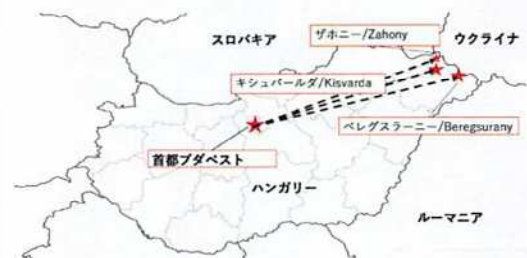 ザホニー/Zahony
スロバキア
ウクライナ
キシュバールダ/Kisvarda
ベレグスラーニー/Beregsurany
首都ブダペスト
ハンガリー
ルーマニア